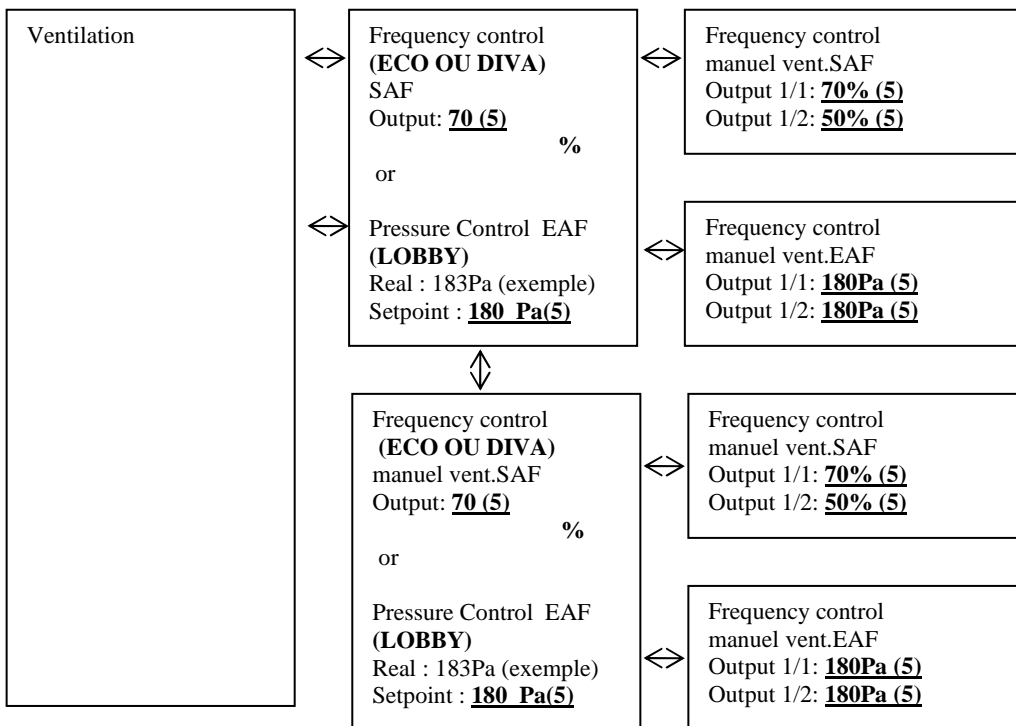 Ventilation
Frequency control
(ECO OU DIVA)
SAF
Output: 70 (5)
%
or
Pressure Control EAF
(LOBBY)
Real : 183Pa (exemple)
Setpoint : 180 Pa(5)
Frequency control
manuel vent.SAF
Output 1/1: 70% (5)
Output 1/2: 50% (5)
Frequency control
manuel vent.EAF
Output 1/1: 180Pa (5)
Output 1/2: 180Pa (5)
Frequency control
(ECO OU DIVA)
manuel vent.SAF
Output: 70 (5)
%
or
Pressure Control EAF
(LOBBY)
Real : 183Pa (exemple)
Setpoint : 180 Pa(5)
Frequency control
manuel vent.SAF
Output 1/1: 70% (5)
Output 1/2: 50% (5)
Frequency control
manuel vent.EAF
Output 1/1: 180Pa (5)
Output 1/2: 180Pa (5)